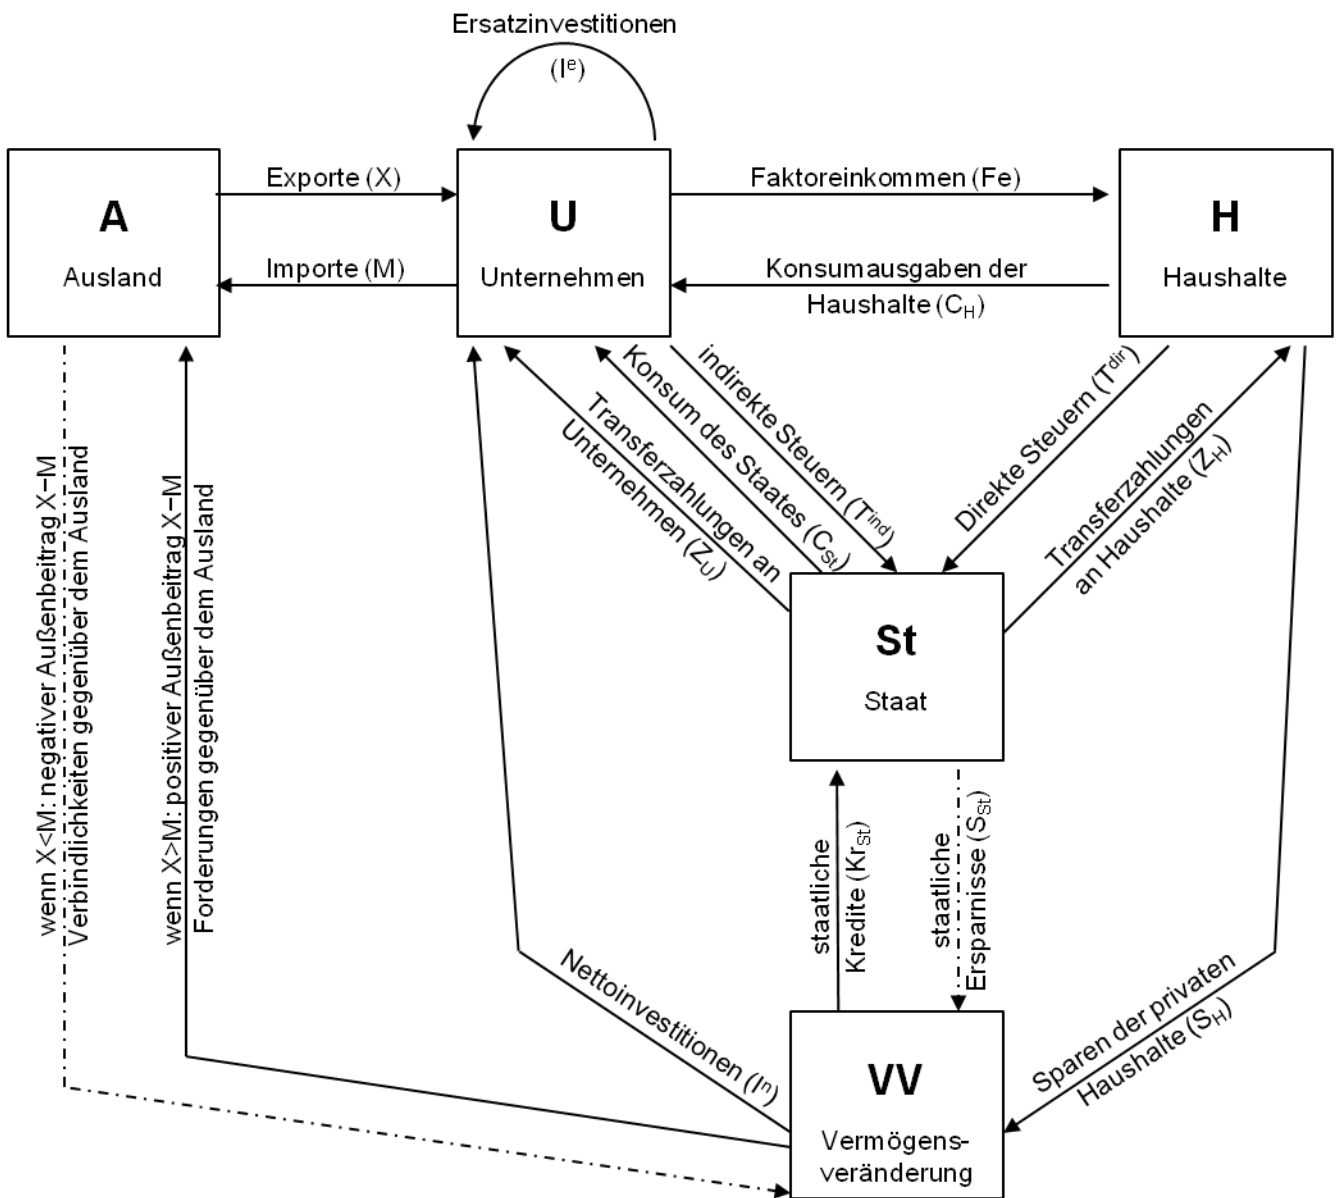 Ersatzinvestitionen
(Iᵉ)
A
Ausland
Exporte (X)
Importe (M)
U
Unternehmen
Faktoreinkommen (Fe)
Konsumausgaben der
Haushalte (C_H)
H
Haushalte
Transferzahlungen an
Unternehmen (Z_U)
Konsum des Staates (C_St)
indirekte Steuern (T^ind)
Direkte Steuern (T^dir)
Transferzahlungen
an Haushalte (Z_H)
St
Staat
wenn X<M: negativer Außenbeitrag X–M
Verbindlichkeiten gegenüber dem Ausland
wenn X>M: positiver Außenbeitrag X–M
Forderungen gegenüber dem Ausland
staatliche
Kredite (Kr_St)
staatliche
Ersparnisse (S_St)
Nettoinvestitionen (Iⁿ)
Sparen der privaten
Haushalte (S_H)
VV
Vermögens-
veränderung